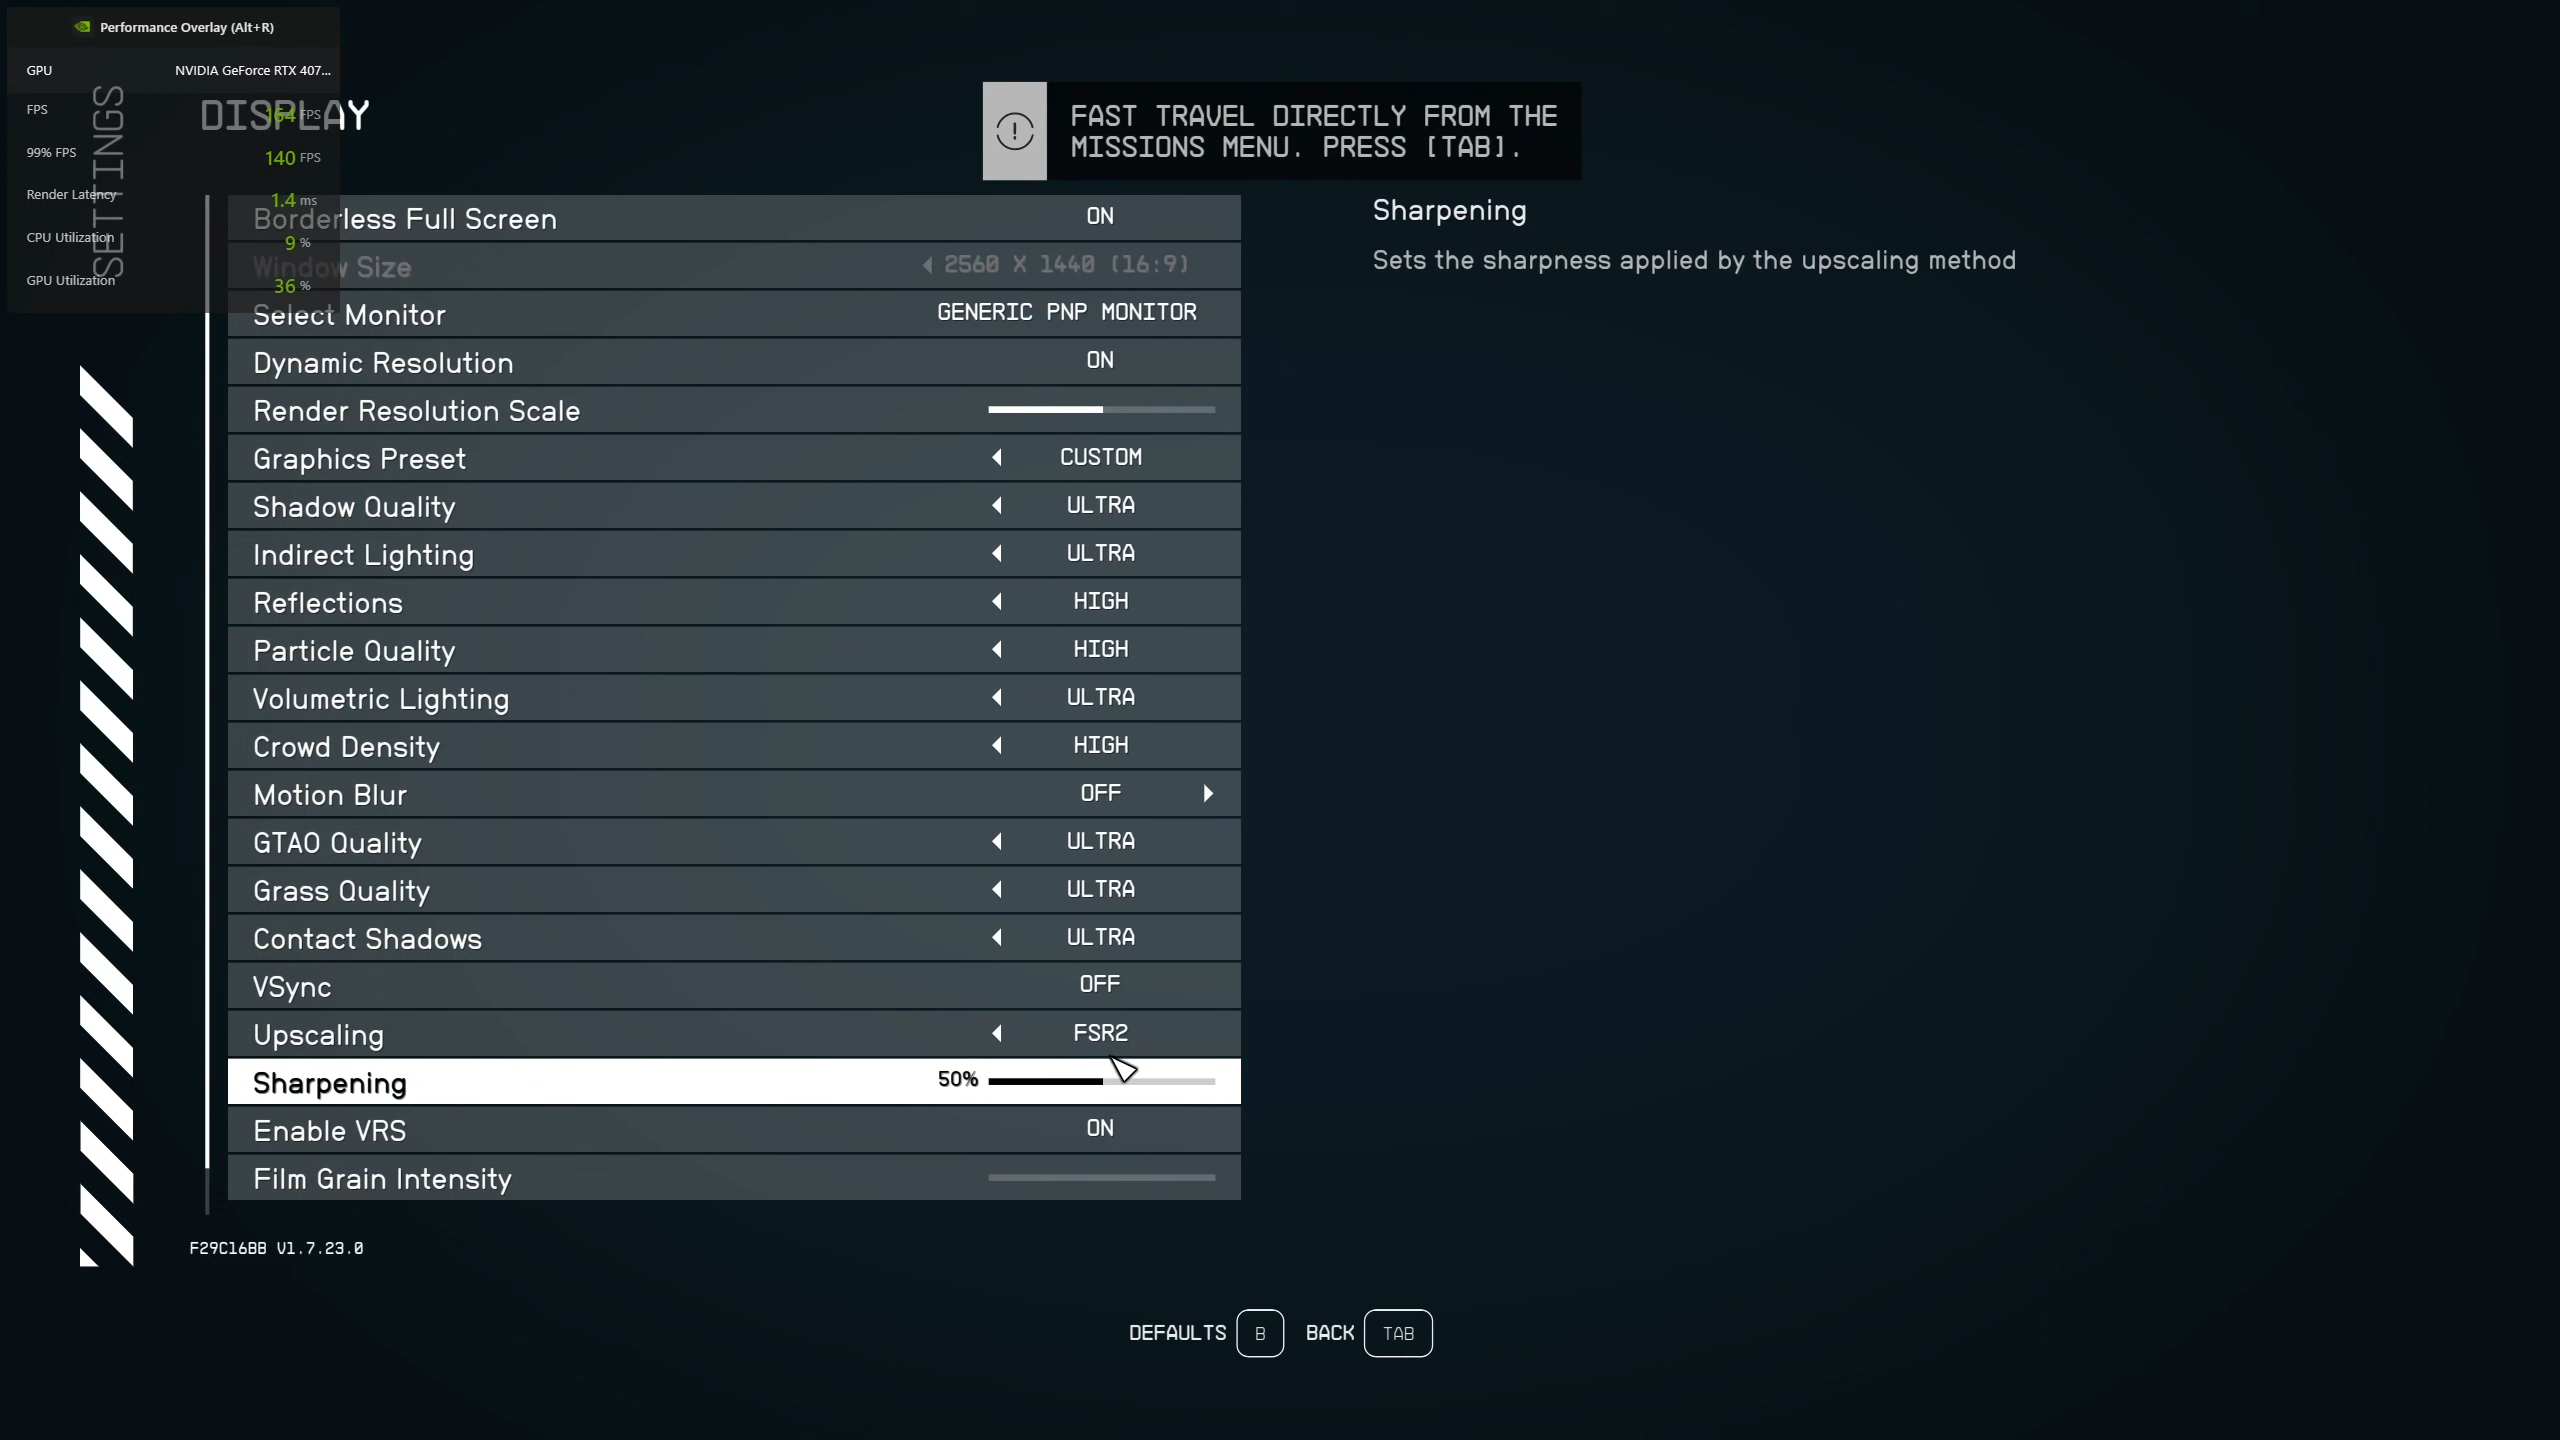 Performance Overlay (Alt+R)
GPU NVIDIA GeForce RTX 407...
FPS 164 FPS
99% FPS 140 FPS
Render Latency 1.4 ms
CPU Utilization 9 %
GPU Utilization 36 %
SETTINGS
DISPLAY
FAST TRAVEL DIRECTLY FROM THE
MISSIONS MENU. PRESS [TAB].
Borderless Full Screen ON
Window Size 2560 X 1440 (16:9)
Select Monitor GENERIC PNP MONITOR
Dynamic Resolution ON
Render Resolution Scale
Graphics Preset CUSTOM
Shadow Quality ULTRA
Indirect Lighting ULTRA
Reflections HIGH
Particle Quality HIGH
Volumetric Lighting ULTRA
Crowd Density HIGH
Motion Blur OFF
GTAO Quality ULTRA
Grass Quality ULTRA
Contact Shadows ULTRA
VSync OFF
Upscaling FSR2
Sharpening 50%
Enable VRS ON
Film Grain Intensity
Sharpening
Sets the sharpness applied by the upscaling method
F29C16BB V1.7.23.0
DEFAULTS B BACK TAB